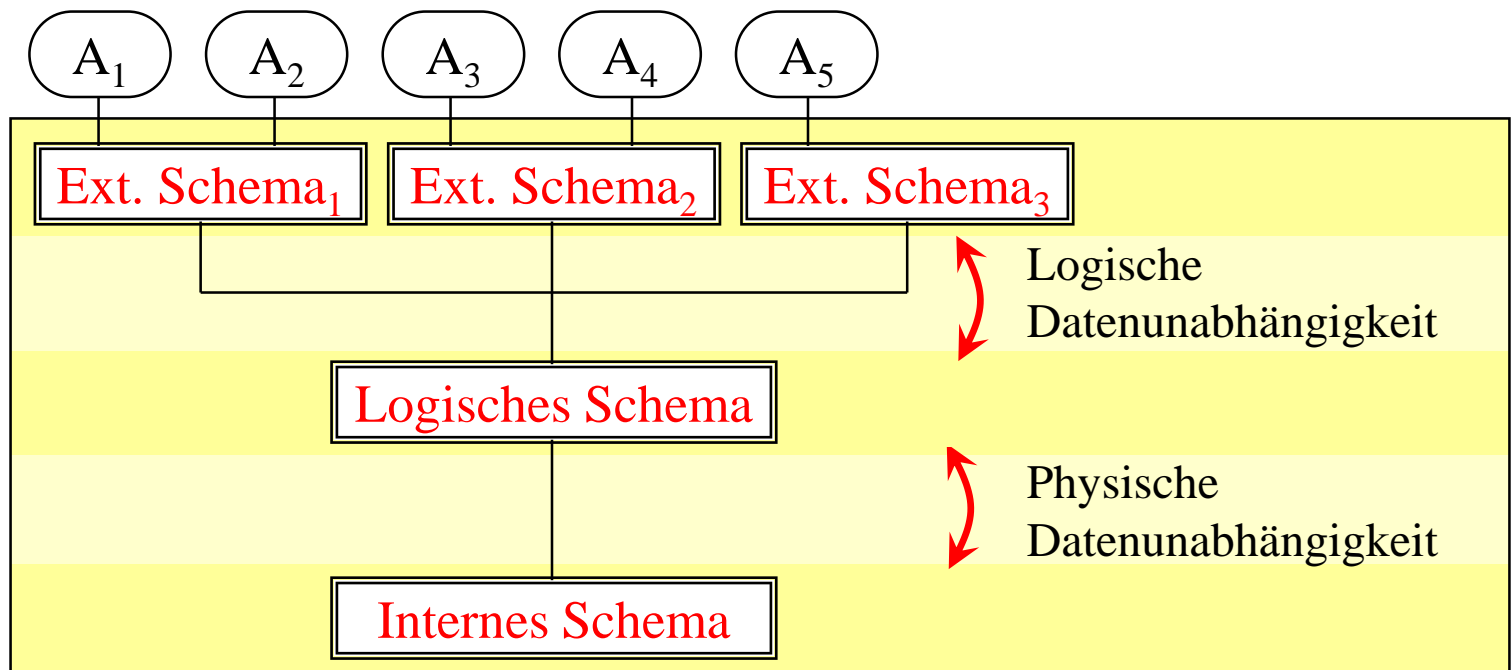 A₁ A₂ A₃ A₄ A₅
Ext. Schema₁ Ext. Schema₂ Ext. Schema₃
Logische
Datenunabhängigkeit
Logisches Schema
Physische
Datenunabhängigkeit
Internes Schema